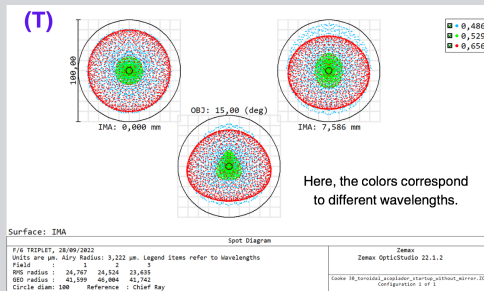 (T)
0,486
0,529
0,656
100,00
OBJ: 15,00 (deg)
IMA: 0,000 mm
IMA: 7,586 mm
Here, the colors correspond
to different wavelengths.
Surface: IMA
Spot Diagram
F/6 TRIPLET, 28/09/2022
Units are µm. Airy Radius: 3,222 µm. Legend items refer to Wavelengths
Field : 1 2 3
RMS radius : 24,767 24,524 23,635
GEO radius : 41,599 46,004 41,742
Circle diam: 100 Reference : Chief Ray
Zemax
Zemax OpticStudio 22.1.2
Cooke 30_toroidal_acoplador_startup_without_mirror.ZO
Configuration 1 of 1